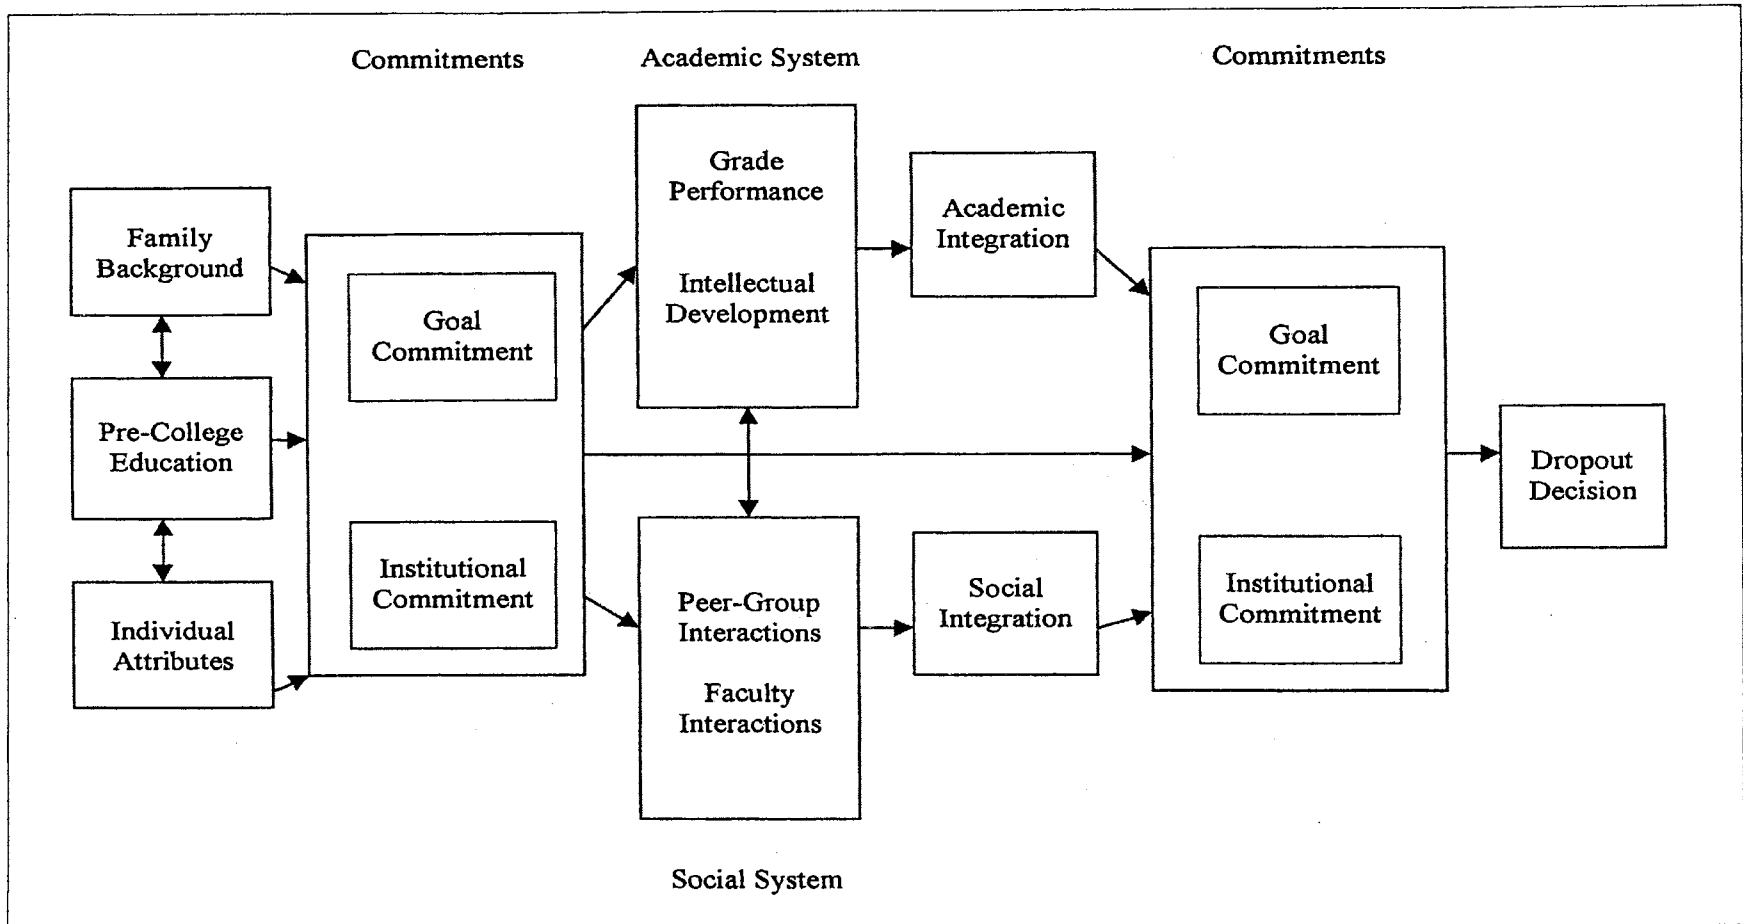 Commitments
Academic System
Commitments
Family
Background
Pre-College
Education
Individual
Attributes
Goal
Commitment
Institutional
Commitment
Grade
Performance
Intellectual
Development
Peer-Group
Interactions
Faculty
Interactions
Academic
Integration
Social
Integration
Goal
Commitment
Institutional
Commitment
Dropout
Decision
Social System